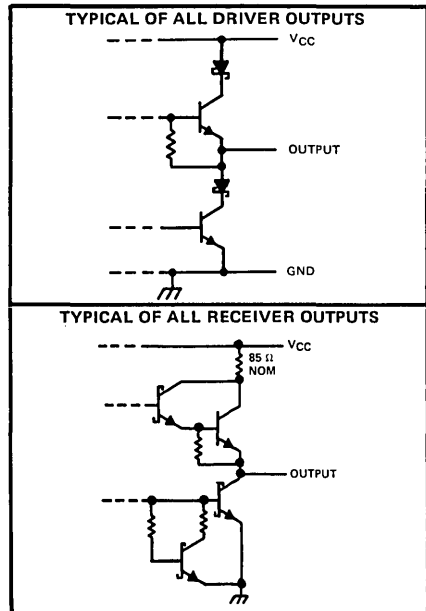 TYPICAL OF ALL DRIVER OUTPUTS
VCC
OUTPUT
GND
TYPICAL OF ALL RECEIVER OUTPUTS
VCC
85 Ω
NOM
OUTPUT